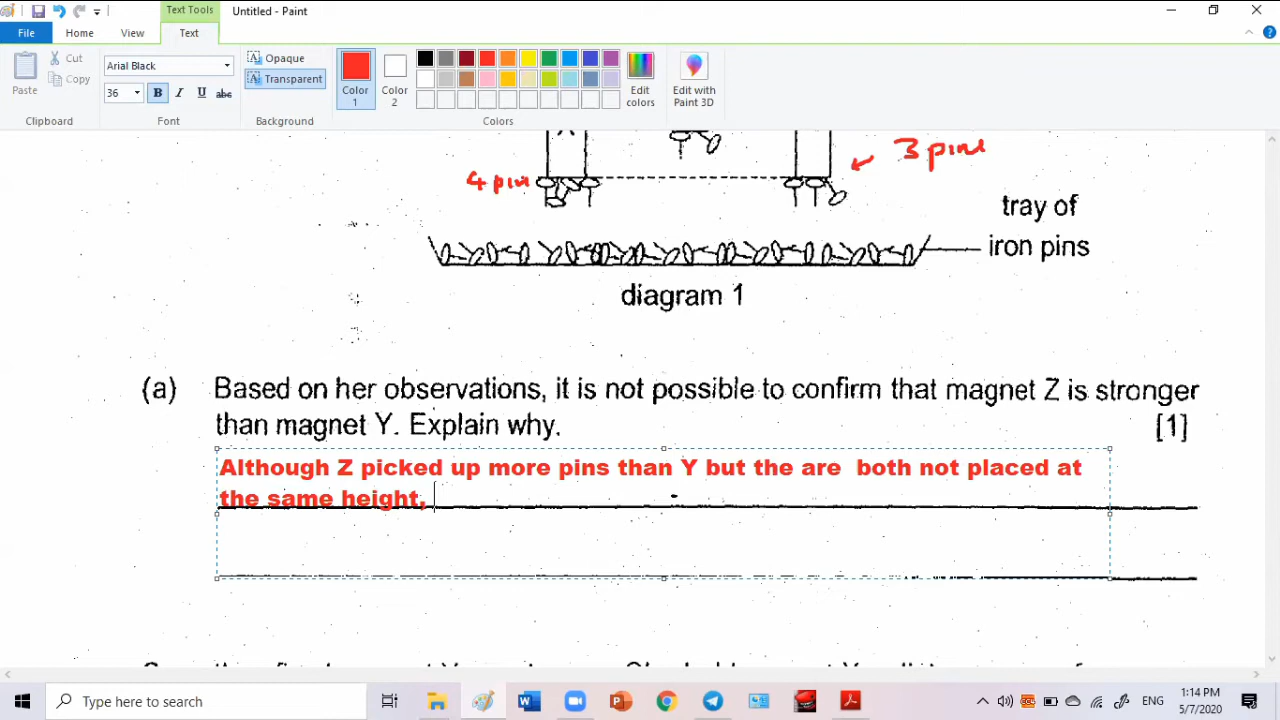 Text Tools
Untitled - Paint
File
Home
View
Text
Paste
Cut
Copy
Clipboard
Arial Black
36
B I U abc
Font
Opaque
Transparent
Background
Color 1
Color 2
Edit colors
Colors
Edit with Paint 3D
3 pins
4 pin
tray of
iron pins
diagram 1
(a) Based on her observations, it is not possible to confirm that magnet Z is stronger
than magnet Y. Explain why. [1]
Although Z picked up more pins than Y but the are both not placed at
the same height,
Type here to search
ENG
1:14 PM
5/7/2020